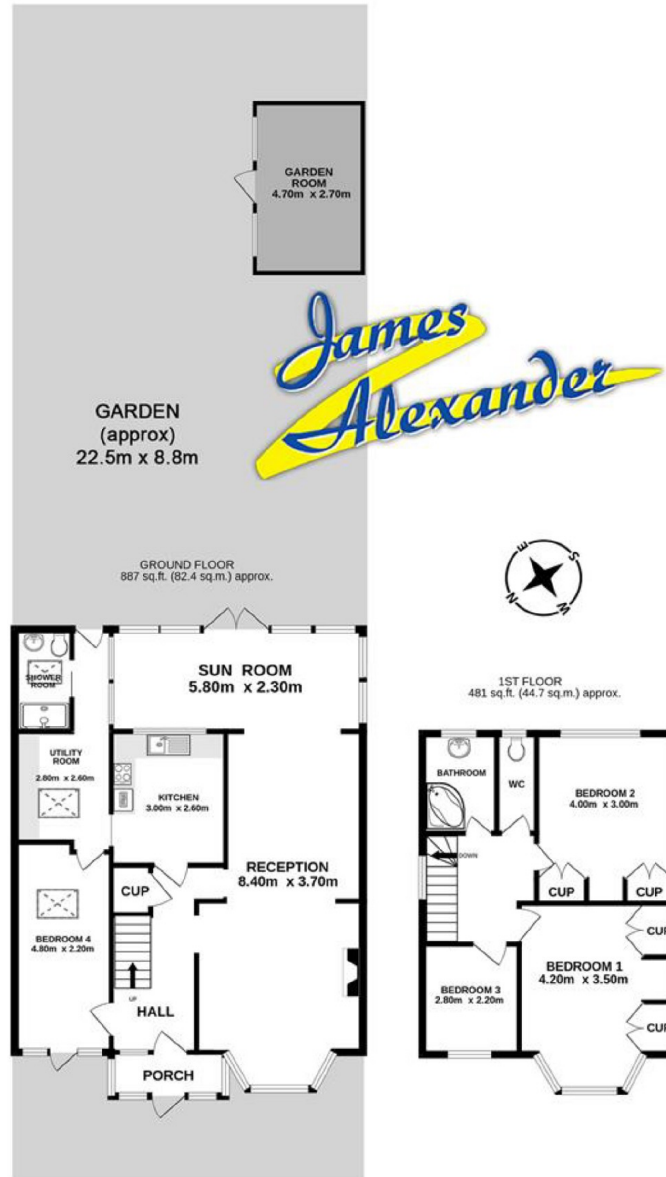 GARDEN
ROOM
4.70m x 2.70m
James
Alexander
GARDEN
(approx)
22.5m x 8.8m
GROUND FLOOR
887 sq.ft. (82.4 sq.m.) approx.
SHOWER
ROOM
SUN ROOM
5.80m x 2.30m
UTILITY
ROOM
2.80m x 2.60m
KITCHEN
3.00m x 2.60m
CUP
RECEPTION
8.40m x 3.70m
BEDROOM 4
4.80m x 2.20m
UP
HALL
PORCH
E
S
N
W
1ST FLOOR
481 sq.ft. (44.7 sq.m.) approx.
BATHROOM
WC
BEDROOM 2
4.00m x 3.00m
DOWN
CUP
CUP
CUP
BEDROOM 1
4.20m x 3.50m
BEDROOM 3
2.80m x 2.20m
CUP